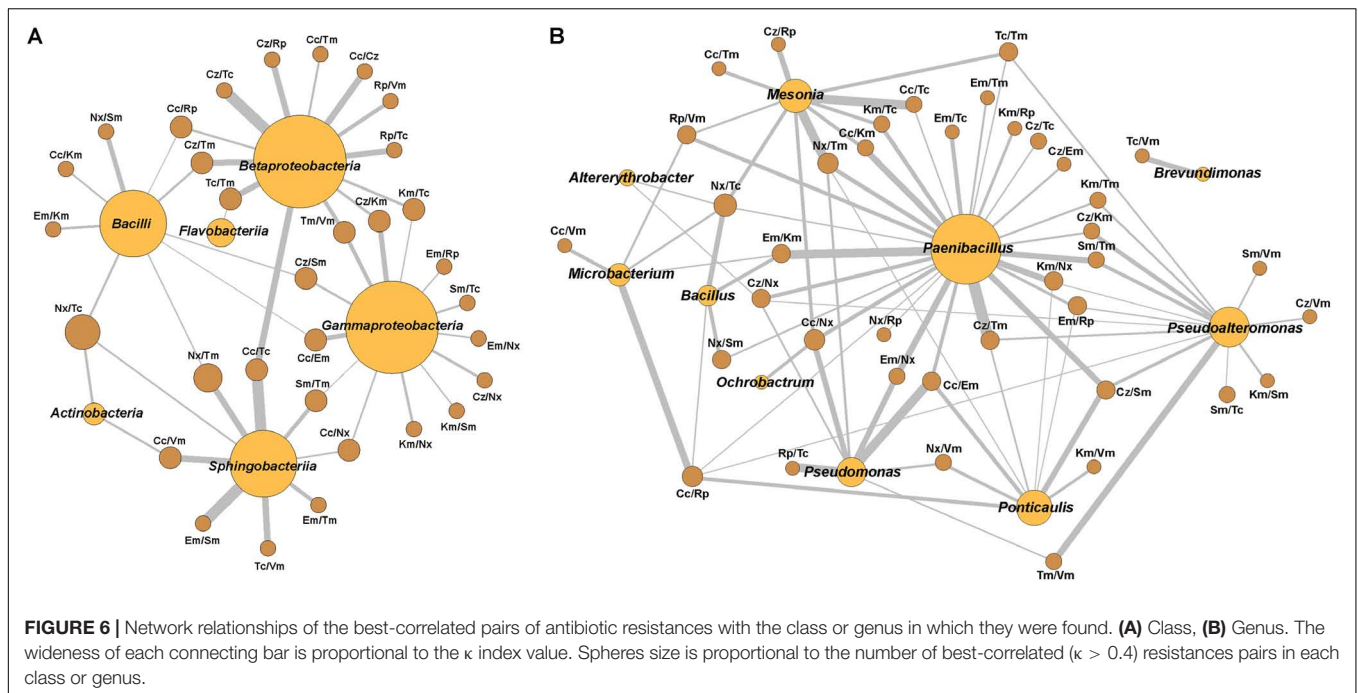 A
B
Cz/Rp
Cc/Tm
Cz/Tc
Cc/Cz
Cc/Rp
Rp/Vm
Nx/Sm
Cz/Tm
Rp/Tc
Cc/Km
Betaproteobacteria
Tc/Tm
Km/Tc
Cz/Km
Bacilli
Flavobacteriia
Tm/Vm
Em/Km
Em/Rp
Cz/Sm
Sm/Tc
Nx/Tc
Gammaproteobacteria
Em/Nx
Cc/Em
Nx/Tm
Cc/Tc
Sm/Tm
Cz/Nx
Actinobacteria
Km/Sm
Cc/Nx
Km/Nx
Cc/Vm
Sphingobacteriia
Em/Tm
Em/Sm
Tc/Vm
Cz/Rp
Tc/Tm
Cc/Tm
Mesonia
Em/Tm
Cc/Tc
Km/Tc
Em/Tc
Km/Rp
Rp/Vm
Cc/Km
Cz/Tc
Tc/Vm
Nx/Tm
Cz/Em
Brevundimonas
Altererythrobacter
Nx/Tc
Km/Tm
Cz/Km
Cc/Vm
Paenibacillus
Em/Km
Sm/Tm
Microbacterium
Km/Nx
Sm/Vm
Bacillus
Cz/Nx
Em/Rp
Cz/Vm
Pseudoalteromonas
Cc/Nx
Nx/Rp
Cz/Tm
Nx/Sm
Em/Nx
Ochrobactrum
Cc/Em
Cz/Sm
Km/Sm
Sm/Tc
Rp/Tc
Nx/Vm
Km/Vm
Pseudomonas
Cc/Rp
Ponticaulis
Tm/Vm
FIGURE 6 | Network relationships of the best-correlated pairs of antibiotic resistances with the class or genus in which they were found. (A) Class, (B) Genus. The
wideness of each connecting bar is proportional to the κ index value. Spheres size is proportional to the number of best-correlated (κ > 0.4) resistances pairs in each
class or genus.